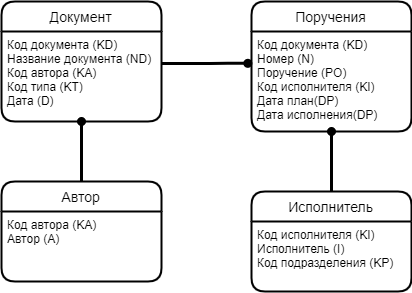 Документ
Код документа (KD)
Название документа (ND)
Код автора (KA)
Код типа (KT)
Дата (D)
Поручения
Код документа (KD)
Номер (N)
Поручение (PO)
Код исполнителя (KI)
Дата план(DP)
Дата исполнения(DP)
Автор
Код автора (KA)
Автор (A)
Исполнитель
Код исполнителя (KI)
Исполнитель (I)
Код подразделения (KP)